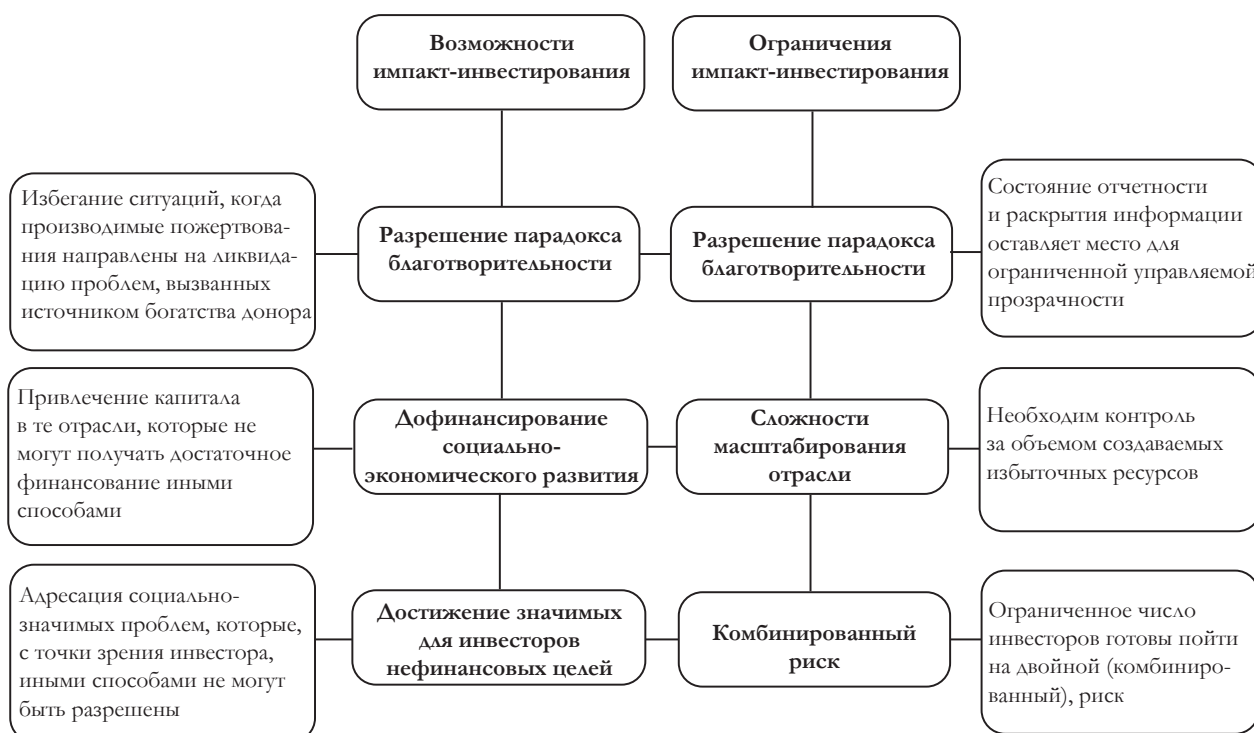 Возможности
импакт-инвестирования
Ограничения
импакт-инвестирования
Избегание ситуаций, когда
производимые пожертвова-
ния направлены на ликвида-
цию проблем, вызванных
источником богатства донора
Разрешение парадокса
благотворительности
Разрешение парадокса
благотворительности
Состояние отчетности
и раскрытия информации
оставляет место для
ограниченной управляемой
прозрачности
Привлечение капитала
в те отрасли, которые не
могут получать достаточное
финансирование иными
способами
Дофинансирование
социально-
экономического развития
Сложности
масштабирования
отрасли
Необходим контроль
за объемом создаваемых
избыточных ресурсов
Адресация социально-
значимых проблем, которые,
с точки зрения инвестора,
иными способами не могут
быть разрешены
Достижение значимых
для инвесторов
нефинансовых целей
Комбинированный
риск
Ограниченное число
инвесторов готовы пойти
на двойной (комбиниро-
ванный), риск